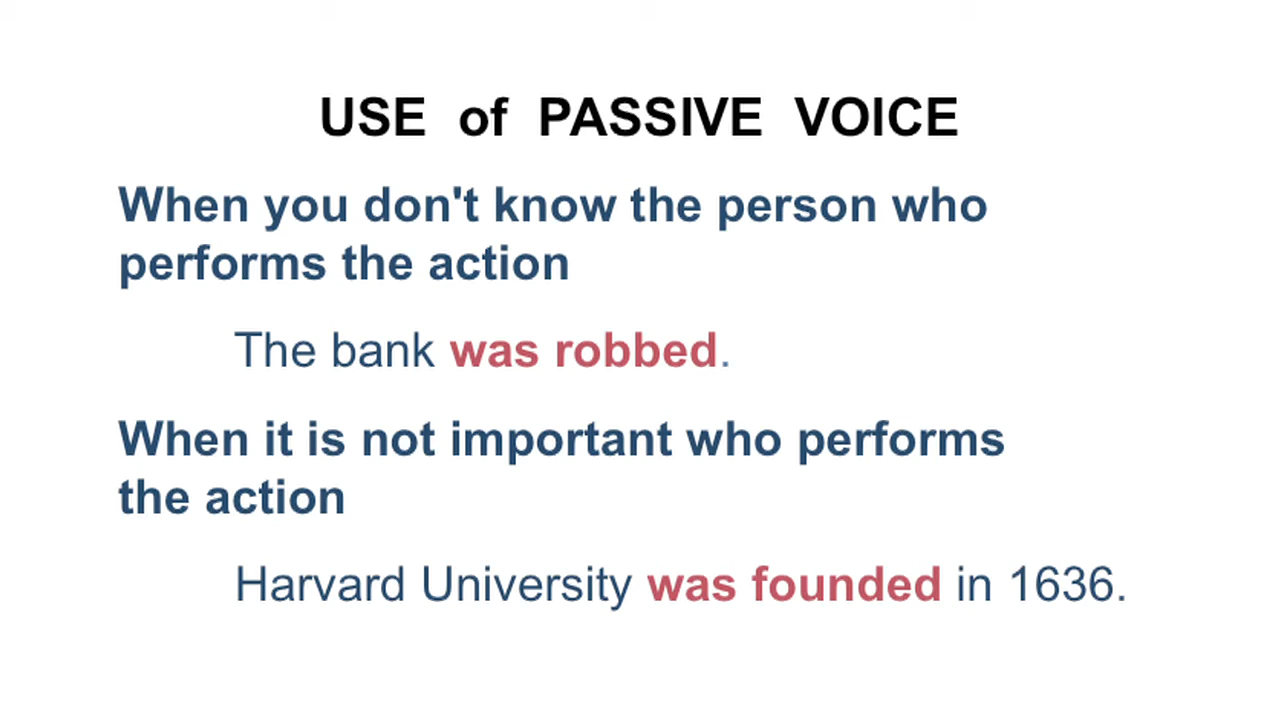 USE of PASSIVE VOICE
When you don't know the person who
performs the action
The bank was robbed.
When it is not important who performs
the action
Harvard University was founded in 1636.